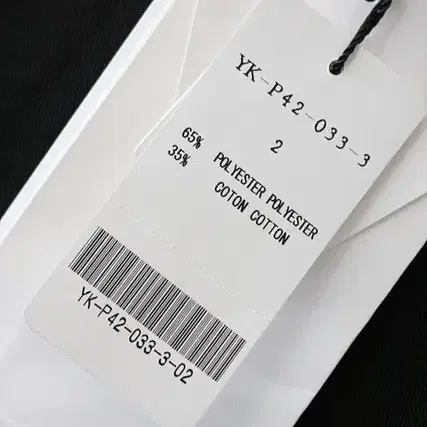 YK-P42-033-3
2
65% POLYESTER POLYESTER
35% COTON COTTON
YK-P42-033-3-02